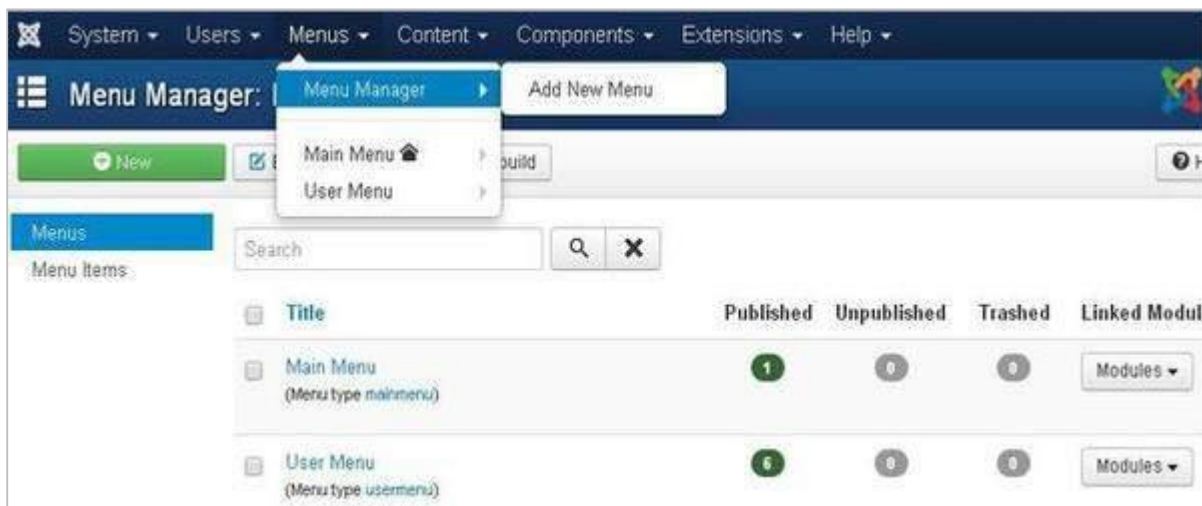 System Users Menus Content Components Extensions Help
Menu Manager:
Menu Manager
Add New Menu
Main Menu
User Menu
New
Menus
Menu Items
Search
Title Published Unpublished Trashed Linked Modul
Main Menu 1 0 0 Modules
(Menu type mainmenu)
User Menu 6 0 0 Modules
(Menu type usermenu)